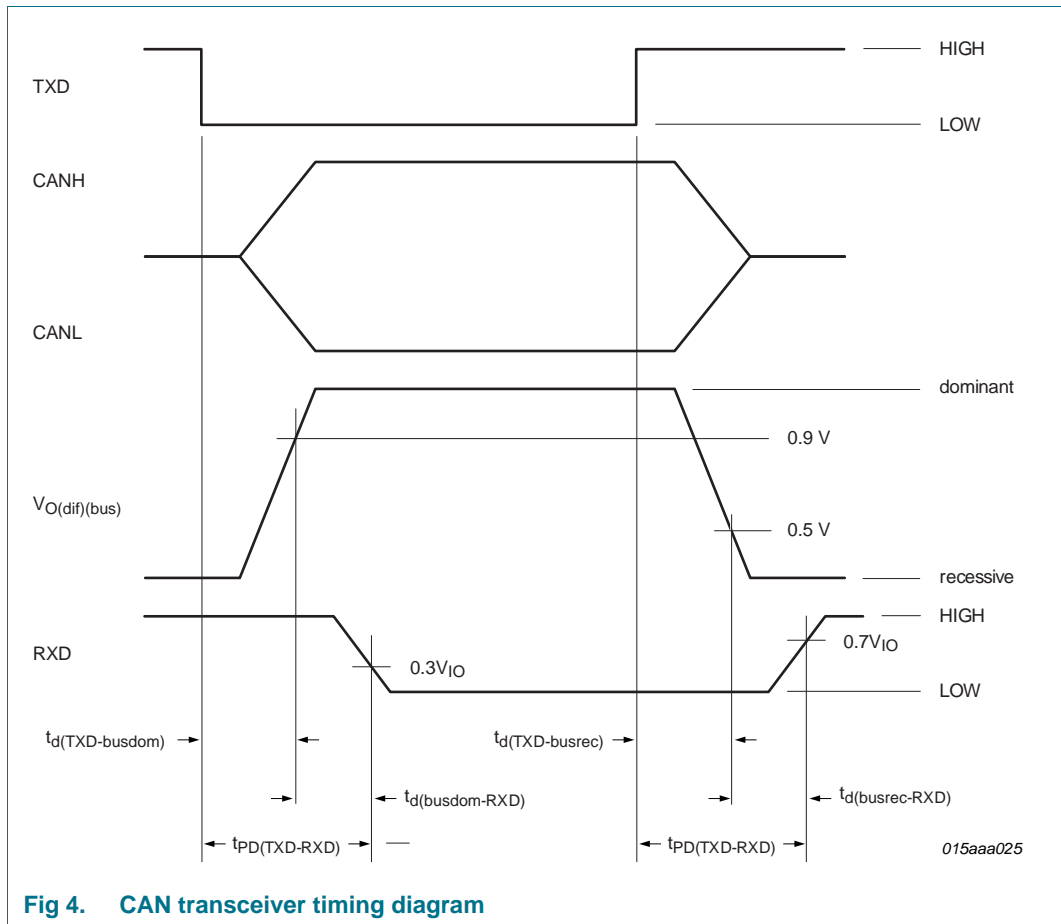 HIGH
TXD
LOW
CANH
CANL
dominant
0.9 V
VO(dif)(bus)
0.5 V
recessive
HIGH
RXD
0.7VIO
0.3VIO
LOW
td(TXD-busdom)
td(TXD-busrec)
td(busdom-RXD)
td(busrec-RXD)
tPD(TXD-RXD)
tPD(TXD-RXD)
015aaa025
Fig 4. CAN transceiver timing diagram